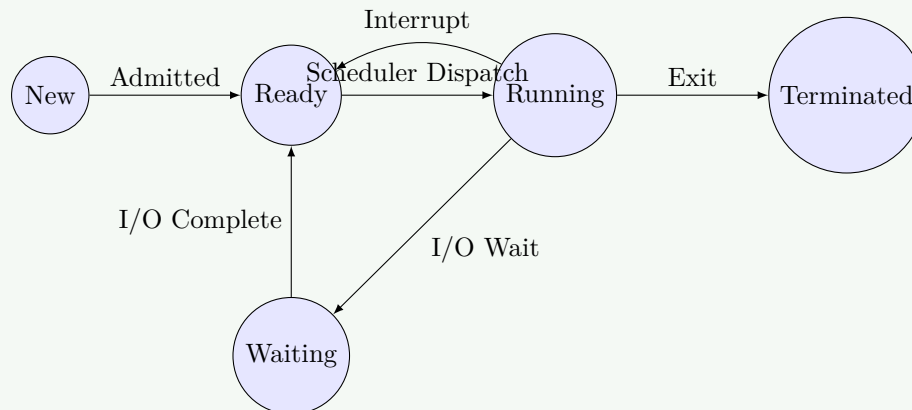 Interrupt
Admitted
Scheduler Dispatch
Exit
New
Ready
Running
Terminated
I/O Complete
I/O Wait
Waiting